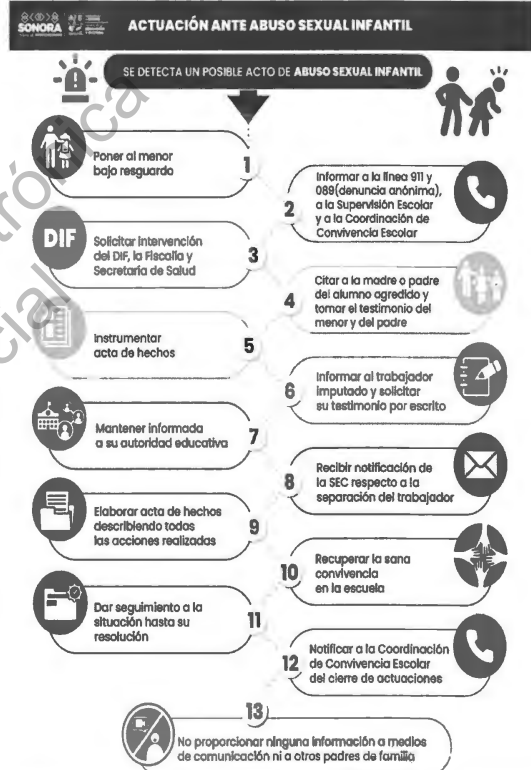 SONORA
ACTUACIÓN ANTE ABUSO SEXUAL INFANTIL
SE DETECTA UN POSIBLE ACTO DE ABUSO SEXUAL INFANTIL
Poner al menor
bajo resguardo
1
2
Informar a la línea 911 y
089(denuncia anónima),
a la Supervisión Escolar
y a la Coordinación de
Convivencia Escolar
DIF
Solicitar intervención
del DIF, la Fiscalía y
Secretaría de Salud
3
4
Citar a la madre o padre
del alumno agredido y
tomar el testimonio del
menor y del padre
Instrumentar
acta de hechos
5
6
Informar al trabajador
imputado y solicitar
su testimonio por escrito
Mantener informada
a su autoridad educativa
7
8
Recibir notificación de
la SEC respecto a la
separación del trabajador
Elaborar acta de hechos
describiendo todas
las acciones realizadas
9
10
Recuperar la sana
convivencia
en la escuela
Dar seguimiento a la
situación hasta su
resolución
11
12
Notificar a la Coordinación
de Convivencia Escolar
del cierre de actuaciones
13
No proporcionar ninguna información a medios
de comunicación ni a otros padres de familia